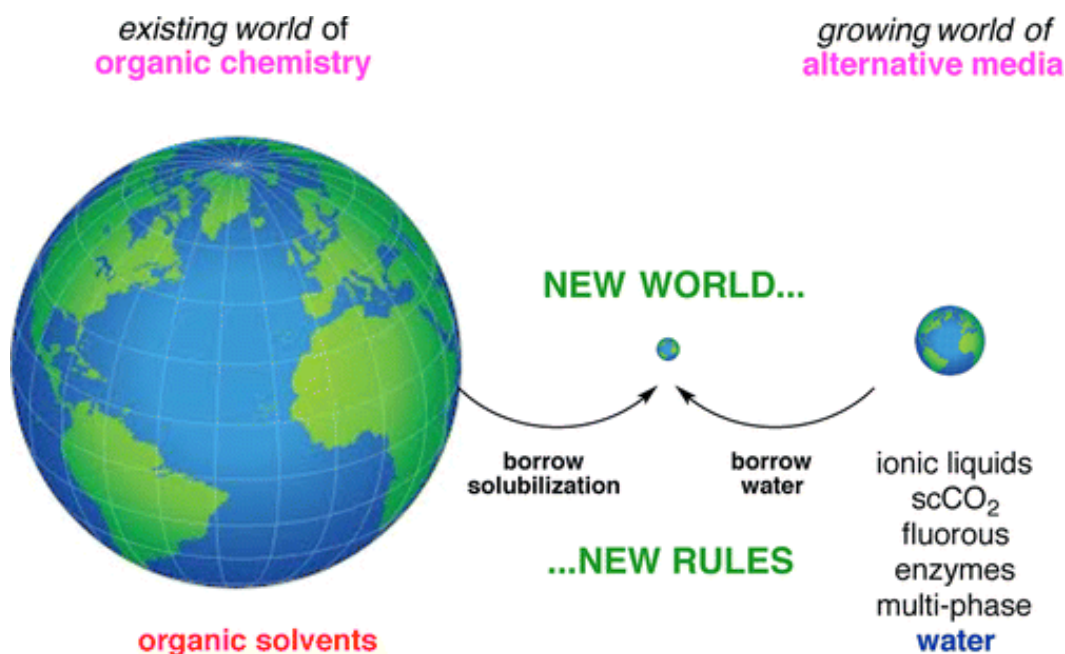 existing world of
organic chemistry
growing world of
alternative media
NEW WORLD...
borrow
solubilization
borrow
water
...NEW RULES
ionic liquids
scCO₂
fluorous
enzymes
multi-phase
water
organic solvents